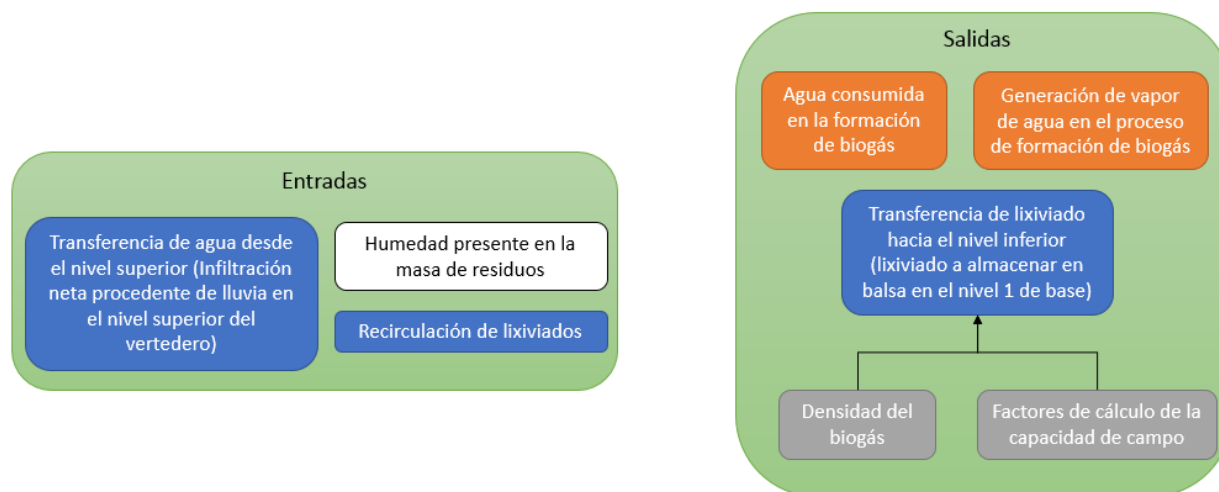 Entradas
Transferencia de agua desde
el nivel superior (Infiltración
neta procedente de lluvia en
el nivel superior del
vertedero)
Humedad presente en la
masa de residuos
Recirculación de lixiviados
Salidas
Agua consumida
en la formación
de biogás
Generación de vapor
de agua en el proceso
de formación de biogás
Transferencia de lixiviado
hacia el nivel inferior
(lixiviado a almacenar en
balsa en el nivel 1 de base)
Densidad del
biogás
Factores de cálculo de la
capacidad de campo